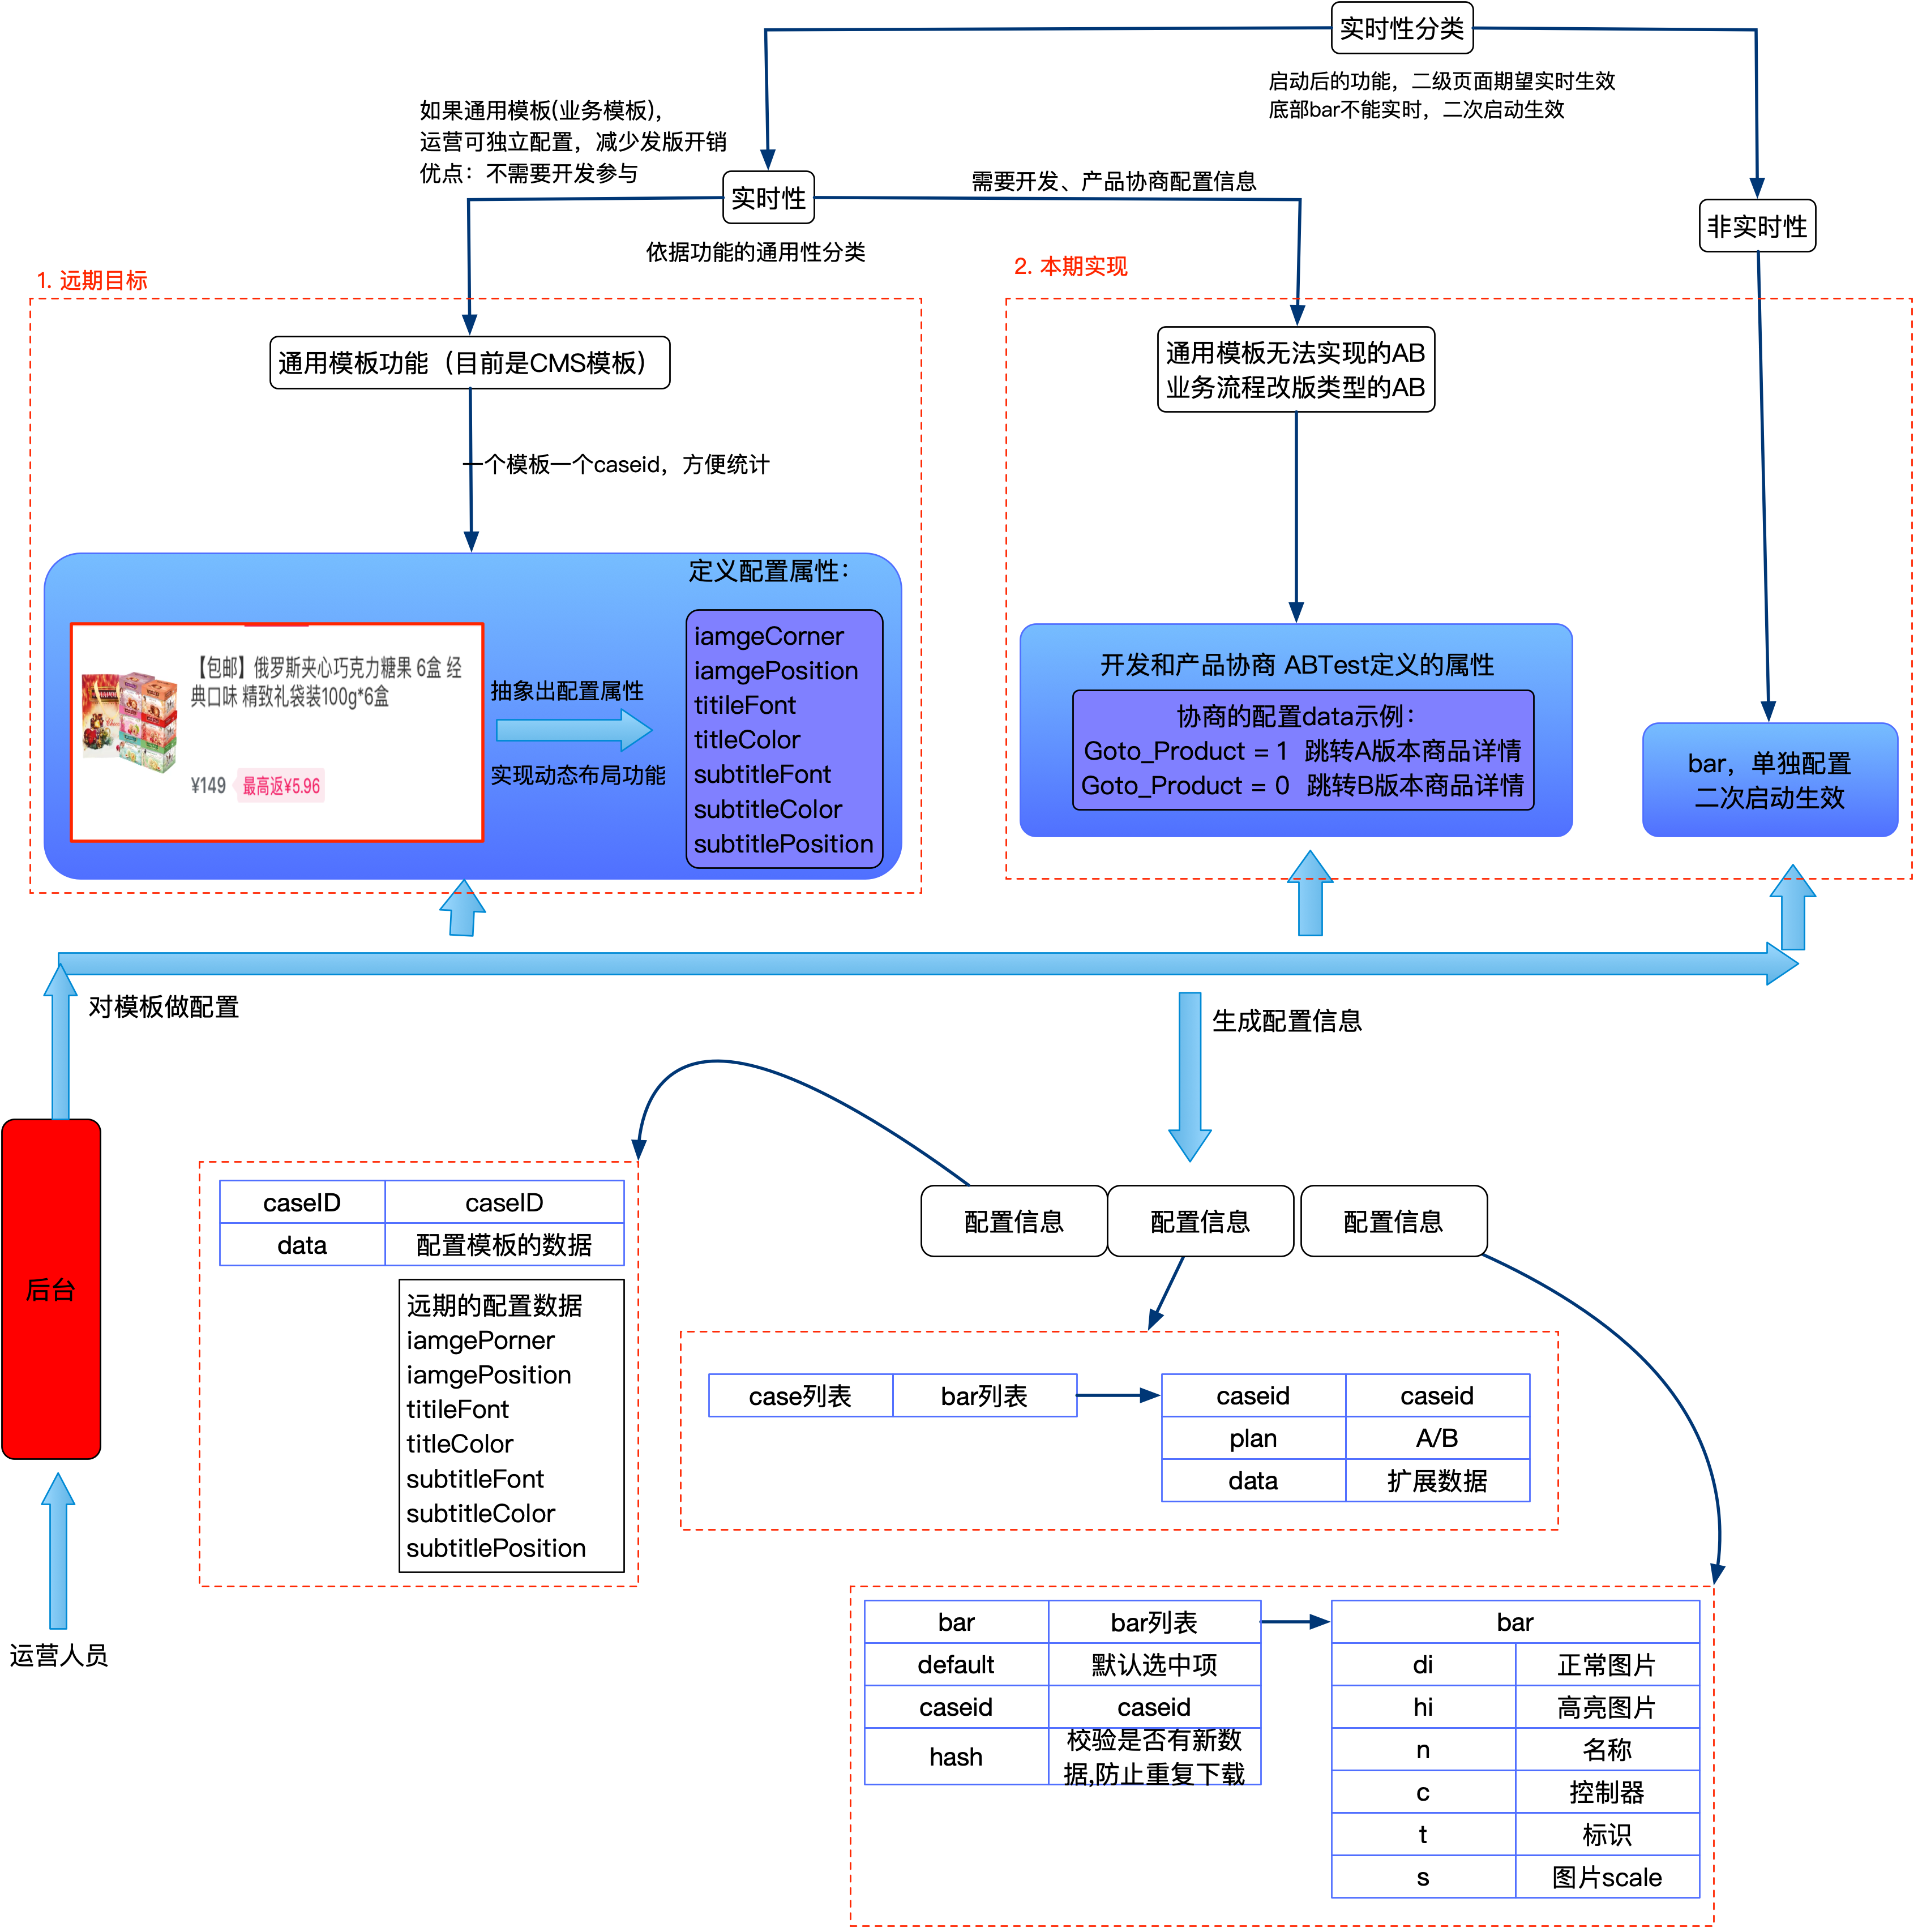 实时性分类
启动后的功能，二级页面期望实时生效
底部bar不能实时，二次启动生效
如果通用模板(业务模板)，
运营可独立配置，减少发版开销
优点：不需要开发参与
实时性
需要开发、产品协商配置信息
非实时性
依据功能的通用性分类
1. 远期目标
2. 本期实现
通用模板功能（目前是CMS模板）
通用模板无法实现的AB
业务流程改版类型的AB
一个模板一个caseid，方便统计
定义配置属性：
【包邮】俄罗斯夹心巧克力糖果 6盒 经
典口味 精致礼袋装100g*6盒
¥149 最高返¥5.96
抽象出配置属性
实现动态布局功能
iamgeCorner
iamgePosition
titileFont
titleColor
subtitleFont
subtitleColor
subtitlePosition
开发和产品协商 ABTest定义的属性
协商的配置data示例：
Goto_Product = 1 跳转A版本商品详情
Goto_Product = 0 跳转B版本商品详情
bar，单独配置
二次启动生效
对模板做配置
生成配置信息
后台
运营人员
配置信息
配置信息
配置信息
caseID caseID
data 配置模板的数据
远期的配置数据
iamgePorner
iamgePosition
titileFont
titleColor
subtitleFont
subtitleColor
subtitlePosition
case列表 bar列表
caseid caseid
plan A/B
data 扩展数据
bar bar列表
default 默认选中项
caseid caseid
hash 校验是否有新数
据,防止重复下载
bar
di 正常图片
hi 高亮图片
n 名称
c 控制器
t 标识
s 图片scale